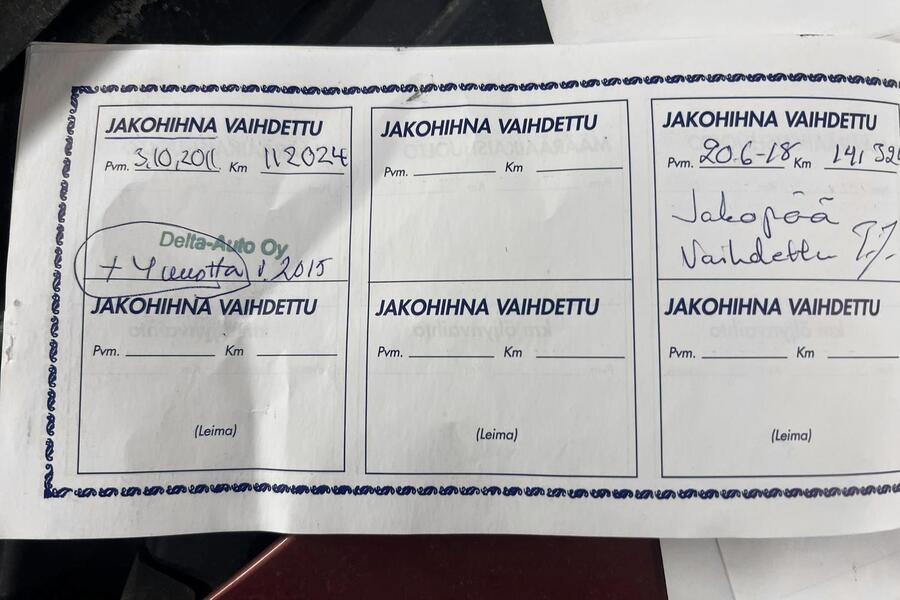 JAKOHIHNA VAIHDETTU
Pvm. 3.10.2011 Km 112024
Delta-Auto Oy
+ 4 vuotta v. 2015
JAKOHIHNA VAIHDETTU
Pvm. Km
JAKOHIHNA VAIHDETTU
Pvm. 20.6-18 Km
Jakopää
Vaihdettu
JAKOHIHNA VAIHDETTU
Pvm. Km
(Leima)
JAKOHIHNA VAIHDETTU
Pvm. Km
(Leima)
JAKOHIHNA VAIHDETTU
Pvm. Km
(Leima)